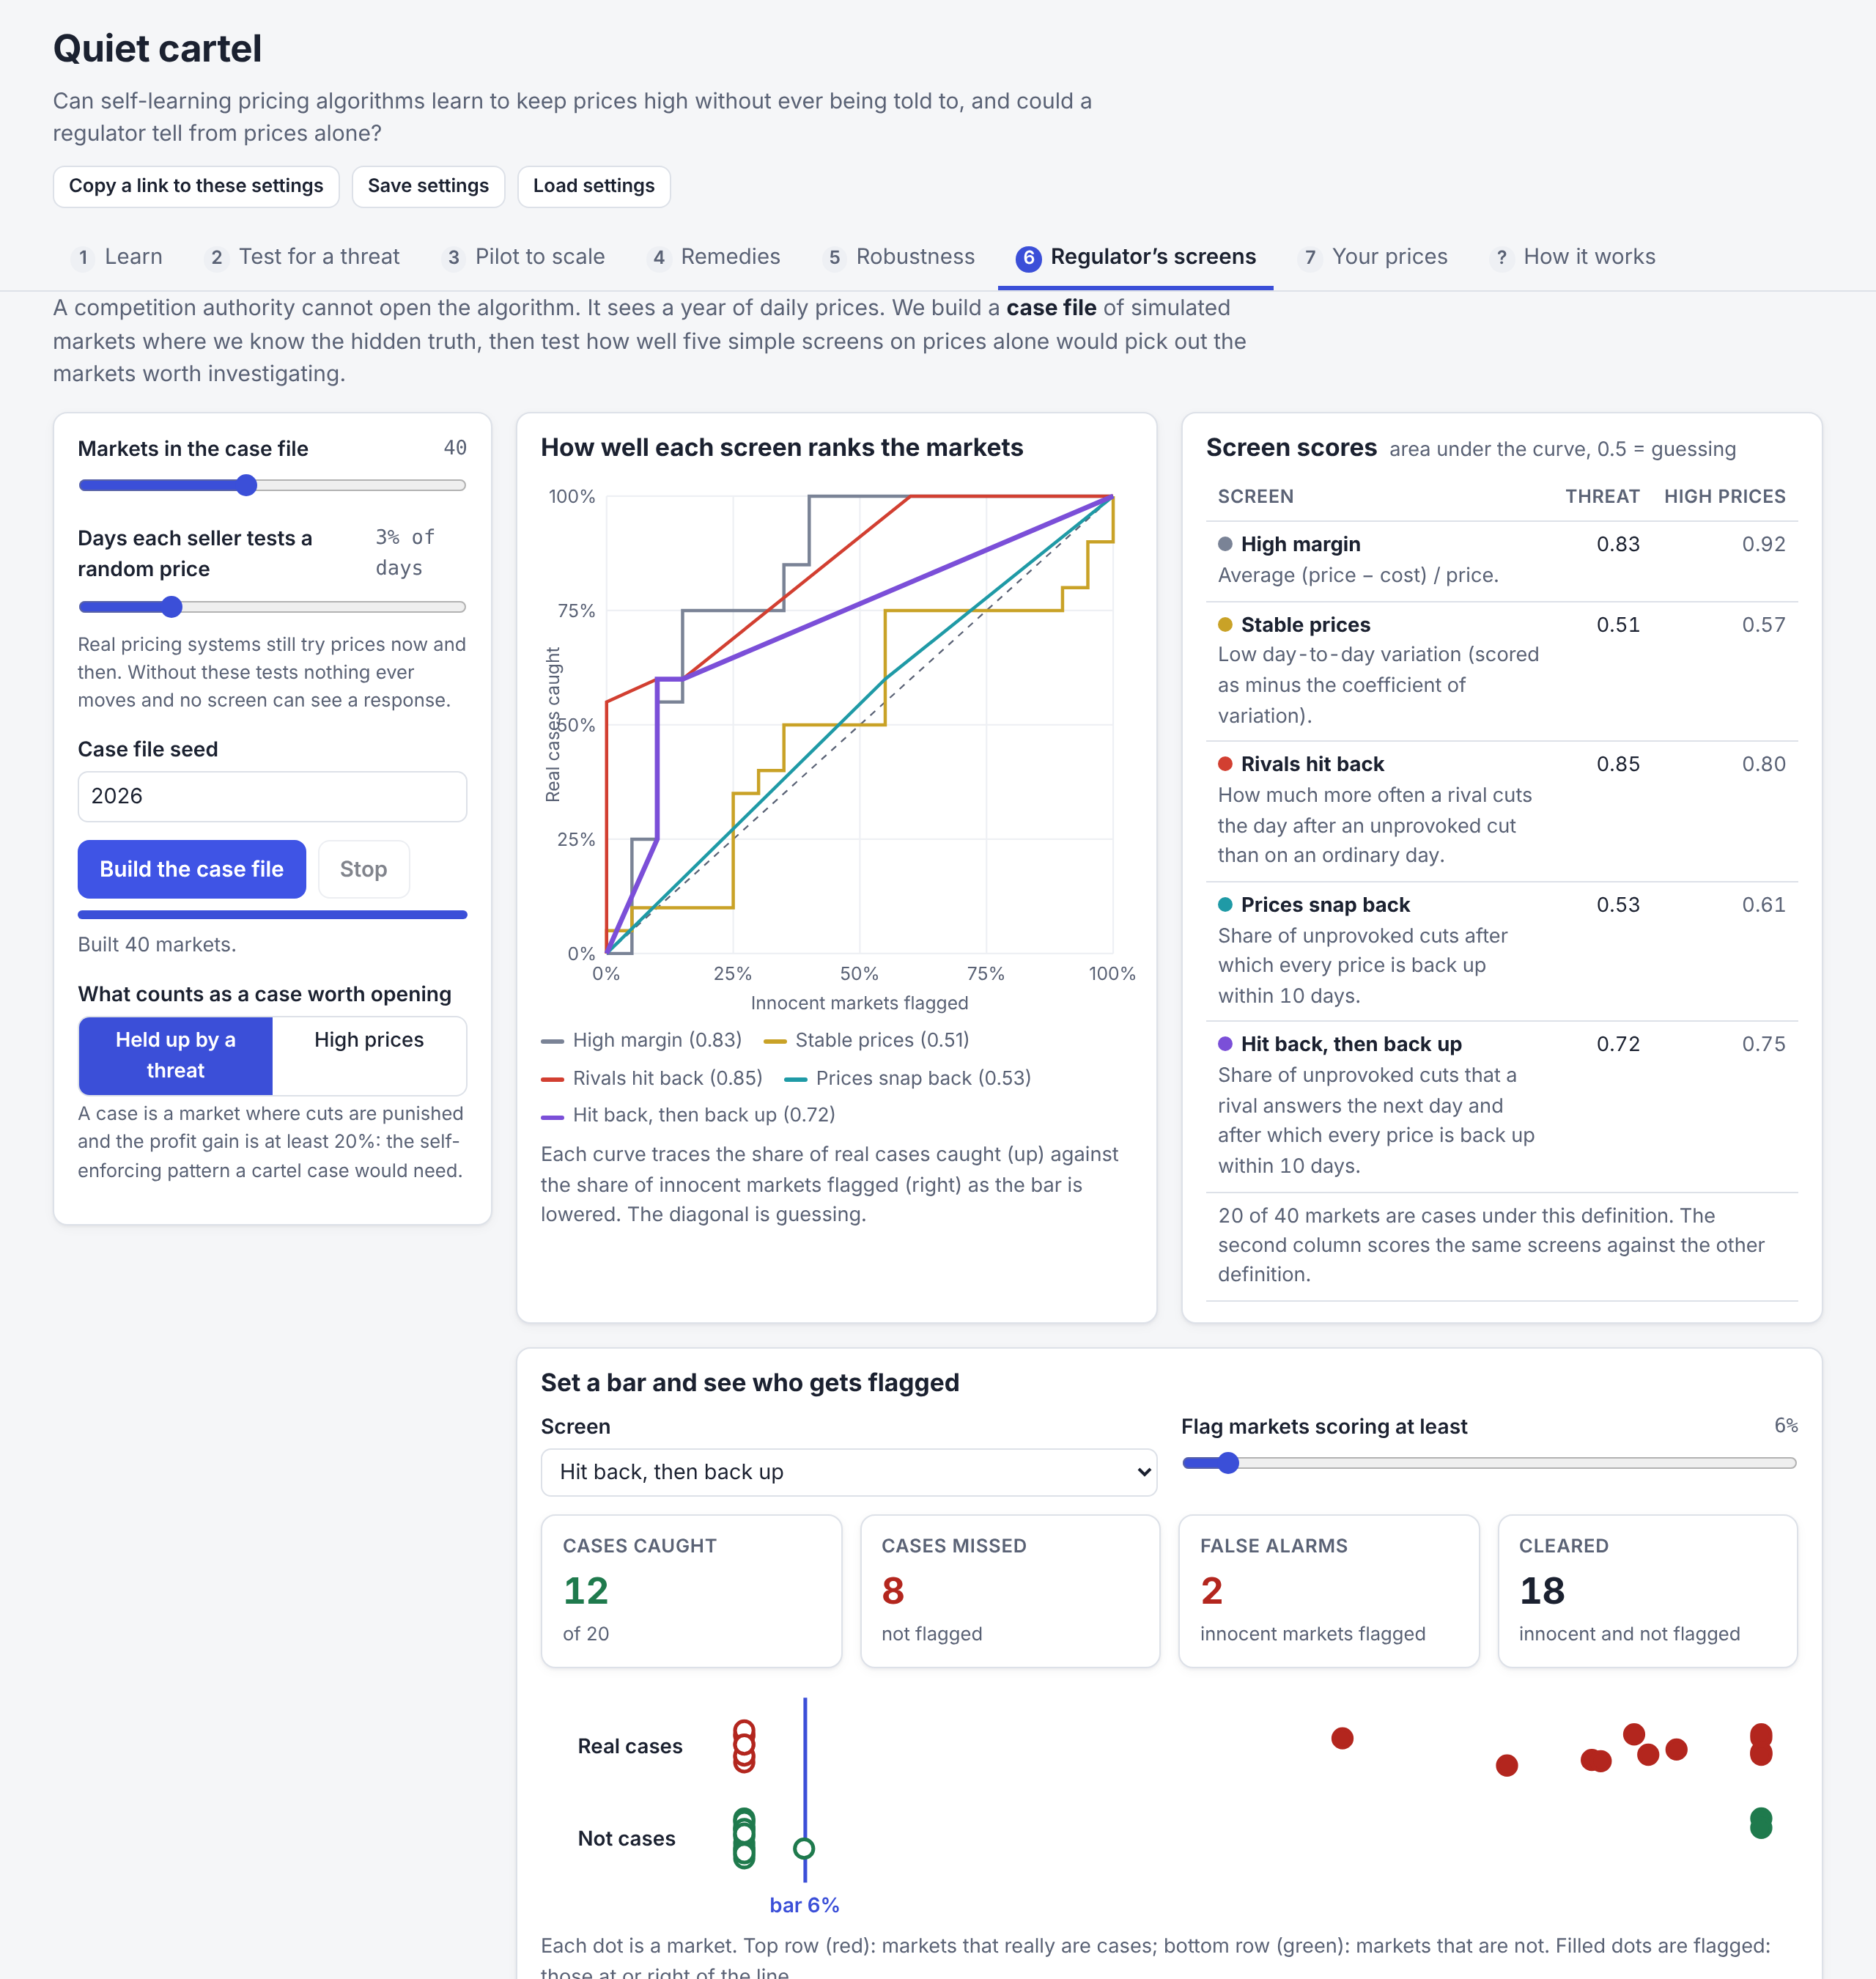 Quiet cartel
Can self-learning pricing algorithms learn to keep prices high without ever being told to, and could a
regulator tell from prices alone?
Copy a link to these settings
Save settings
Load settings
1 Learn
2 Test for a threat
3 Pilot to scale
4 Remedies
5 Robustness
6 Regulator’s screens
7 Your prices
? How it works
A competition authority cannot open the algorithm. It sees a year of daily prices. We build a case file of simulated
markets where we know the hidden truth, then test how well five simple screens on prices alone would pick out the
markets worth investigating.
Markets in the case file 40
Days each seller tests a 3% of
random price days
Real pricing systems still try prices now and
then. Without these tests nothing ever
moves and no screen can see a response.
Case file seed
2026
Build the case file
Stop
Built 40 markets.
What counts as a case worth opening
Held up by a
threat
High prices
A case is a market where cuts are punished
and the profit gain is at least 20%: the self-
enforcing pattern a cartel case would need.
How well each screen ranks the markets
Real cases caught
100%
75%
50%
25%
0%
0% 25% 50% 75% 100%
Innocent markets flagged
High margin (0.83) Stable prices (0.51)
Rivals hit back (0.85) Prices snap back (0.53)
Hit back, then back up (0.72)
Each curve traces the share of real cases caught (up) against
the share of innocent markets flagged (right) as the bar is
lowered. The diagonal is guessing.
Screen scores area under the curve, 0.5 = guessing
SCREEN THREAT HIGH PRICES
High margin 0.83 0.92
Average (price − cost) / price.
Stable prices 0.51 0.57
Low day-to-day variation (scored
as minus the coefficient of
variation).
Rivals hit back 0.85 0.80
How much more often a rival cuts
the day after an unprovoked cut
than on an ordinary day.
Prices snap back 0.53 0.61
Share of unprovoked cuts after
which every price is back up
within 10 days.
Hit back, then back up 0.72 0.75
Share of unprovoked cuts that a
rival answers the next day and
after which every price is back up
within 10 days.
20 of 40 markets are cases under this definition. The
second column scores the same screens against the other
definition.
Set a bar and see who gets flagged
Screen
Hit back, then back up
Flag markets scoring at least 6%
CASES CAUGHT
12
of 20
CASES MISSED
8
not flagged
FALSE ALARMS
2
innocent markets flagged
CLEARED
18
innocent and not flagged
Real cases
Not cases
bar 6%
Each dot is a market. Top row (red): markets that really are cases; bottom row (green): markets that are not. Filled dots are flagged:
those at or right of the line.